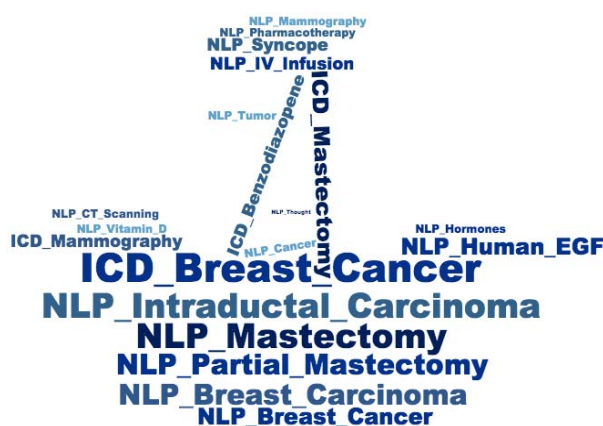 NLP_Mammography
NLP_Pharmacotherapy
NLP_Syncope
NLP_IV_Infusion
ICD_Benzodiazopene
ICD_Mastectomy
NLP_Tumor
NLP_Thought
NLP_CT_Scanning
NLP_Vitamin_D
ICD_Mammography
NLP_Cancer
NLP_Hormones
NLP_Human_EGF
ICD_Breast_Cancer
NLP_Intraductal_Carcinoma
NLP_Mastectomy
NLP_Partial_Mastectomy
NLP_Breast_Carcinoma
NLP_Breast_Cancer